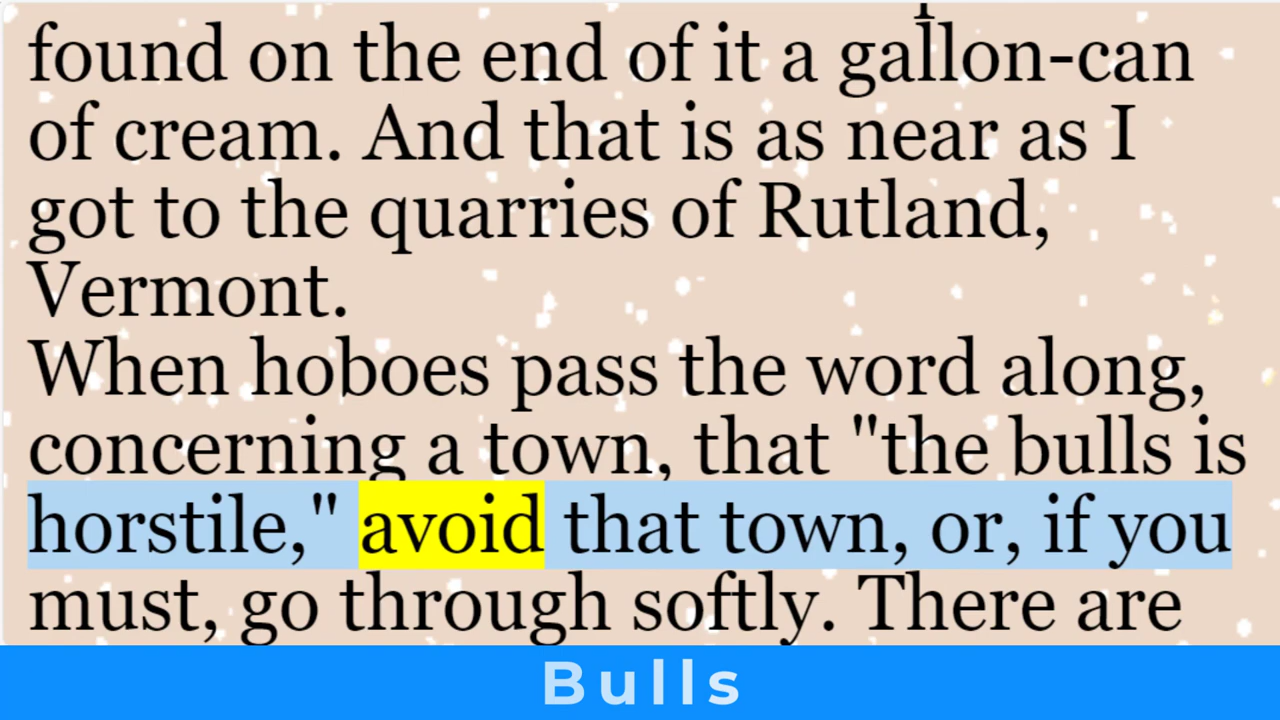 found on the end of it a gallon-can
of cream. And that is as near as I
got to the quarries of Rutland,
Vermont.
When hoboes pass the word along,
concerning a town, that "the bulls is
horstile," avoid that town, or, if you
must, go through softly. There are
Bulls